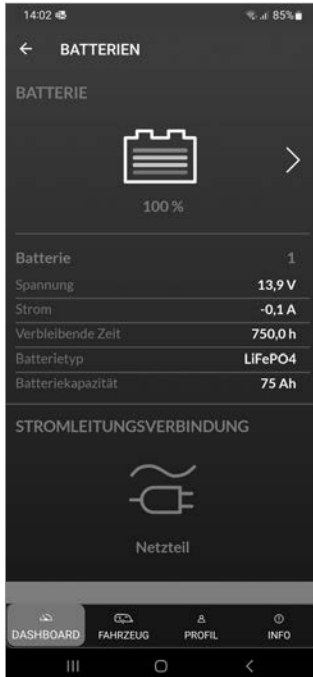 14:02 85%
← BATTERIEN
BATTERIE
100 %
Batterie 1
Spannung 13,9 V
Strom -0,1 A
Verbleibende Zeit 750,0 h
Batterietyp LiFePO4
Batteriekapazität 75 Ah
STROMLEITUNGSVERBINDUNG
Netzteil
DASHBOARD FAHRZEUG PROFIL INFO